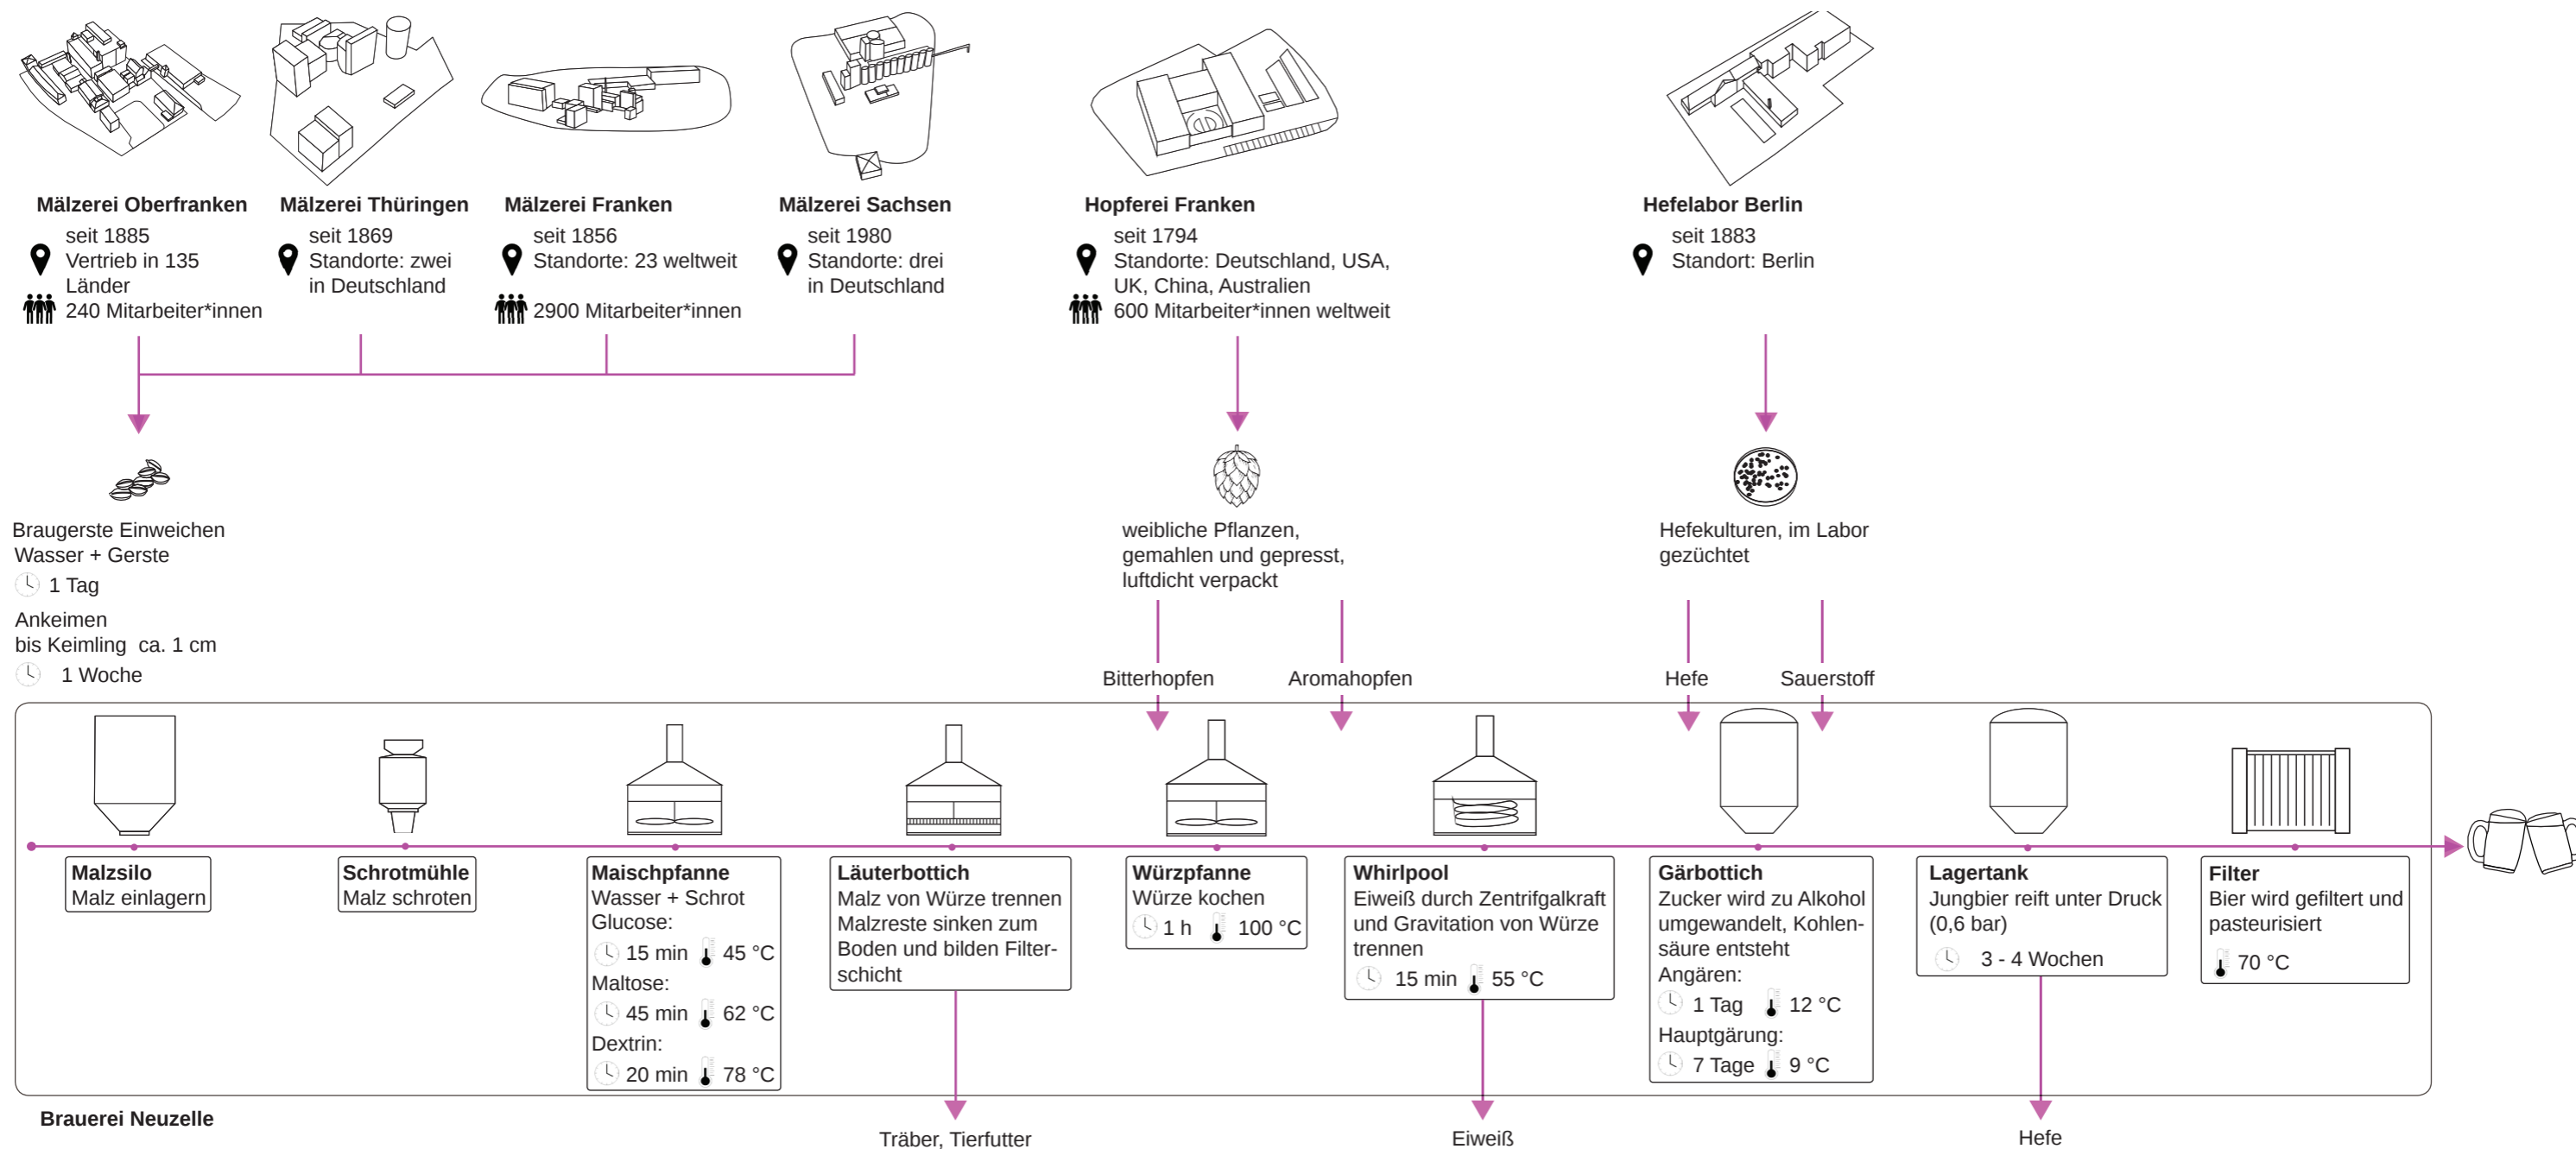 Mälzerei Oberfranken
seit 1885
Vertrieb in 135
Länder
240 Mitarbeiter*innen
Mälzerei Thüringen
seit 1869
Standorte: zwei
in Deutschland
Mälzerei Franken
seit 1856
Standorte: 23 weltweit
2900 Mitarbeiter*innen
Mälzerei Sachsen
seit 1980
Standorte: drei
in Deutschland
Hopferei Franken
seit 1794
Standorte: Deutschland, USA,
UK, China, Australien
600 Mitarbeiter*innen weltweit
Hefelabor Berlin
seit 1883
Standort: Berlin
Braugerste Einweichen
Wasser + Gerste
1 Tag
Ankeimen
bis Keimling ca. 1 cm
1 Woche
weibliche Pflanzen,
gemahlen und gepresst,
luftdicht verpackt
Hefekulturen, im Labor
gezüchtet
Bitterhopfen
Aromahopfen
Hefe
Sauerstoff
Malzsilo
Malz einlagern
Schrotmühle
Malz schroten
Maischpfanne
Wasser + Schrot
Glucose:
15 min 45 °C
Maltose:
45 min 62 °C
Dextrin:
20 min 78 °C
Läuterbottich
Malz von Würze trennen
Malzreste sinken zum
Boden und bilden Filter-
schicht
Würzpfanne
Würze kochen
1 h 100 °C
Whirlpool
Eiweiß durch Zentrifgalkraft
und Gravitation von Würze
trennen
15 min 55 °C
Gärbottich
Zucker wird zu Alkohol
umgewandelt, Kohlen-
säure entsteht
Angären:
1 Tag 12 °C
Hauptgärung:
7 Tage 9 °C
Lagertank
Jungbier reift unter Druck
(0,6 bar)
3 - 4 Wochen
Filter
Bier wird gefiltert und
pasteurisiert
70 °C
Brauerei Neuzelle
Träber, Tierfutter
Eiweiß
Hefe